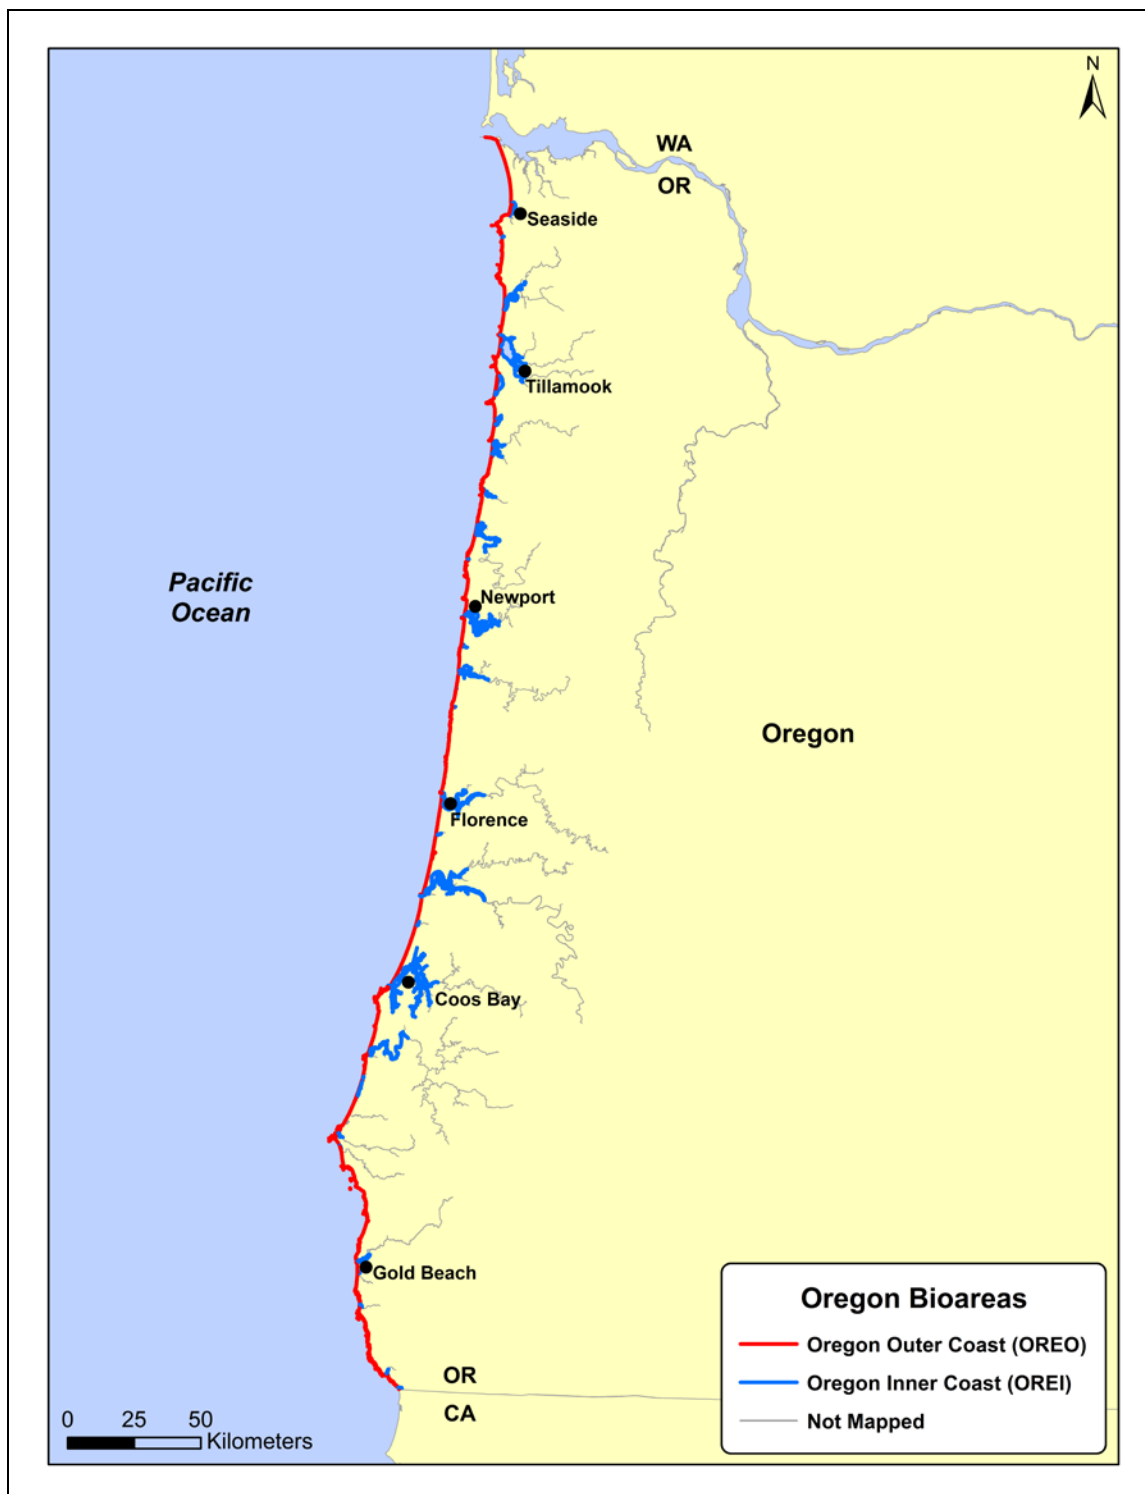 N
WA
OR
Seaside
Tillamook
Pacific
Ocean
Newport
Oregon
Florence
Coos Bay
Gold Beach
OR
CA
Oregon Bioareas
Oregon Outer Coast (OREO)
Oregon Inner Coast (OREI)
Not Mapped
0 25 50
Kilometers